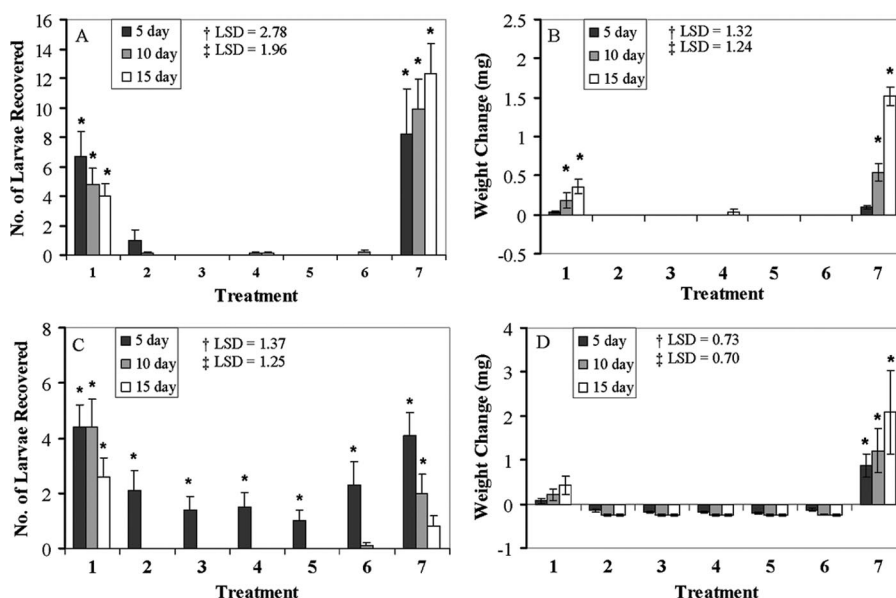 A
5 day
10 day
15 day
† LSD = 2.78
‡ LSD = 1.96
No. of Larvae Recovered
16
14
12
10
8
6
4
2
0
* * * * * *
1 2 3 4 5 6 7
Treatment
B
5 day
10 day
15 day
† LSD = 1.32
‡ LSD = 1.24
Weight Change (mg)
2.5
2
1.5
1
0.5
0
-0.5
* * * *
1 2 3 4 5 6 7
Treatment
C
5 day
10 day
15 day
† LSD = 1.37
‡ LSD = 1.25
No. of Larvae Recovered
8
6
4
2
0
* * * * * * * * * *
1 2 3 4 5 6 7
Treatment
D
5 day
10 day
15 day
† LSD = 0.73
‡ LSD = 0.70
Weight Change (mg)
4
3
2
1
0
-1
* * *
1 2 3 4 5 6 7
Treatment